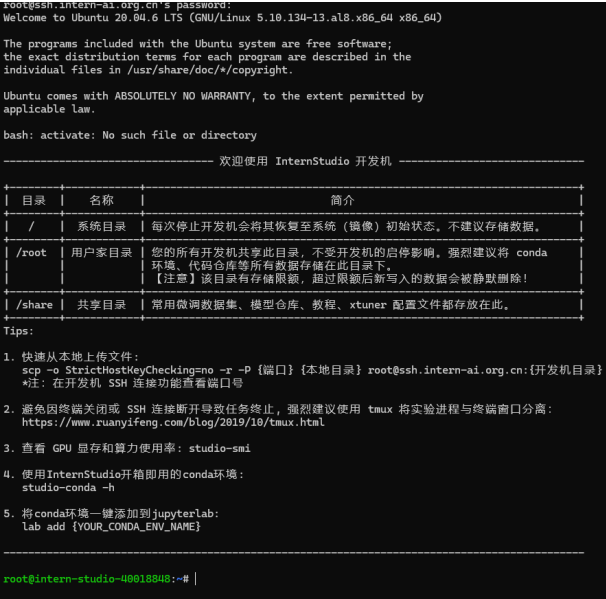 root@ssh.intern-ai.org.cn's password:
Welcome to Ubuntu 20.04.6 LTS (GNU/Linux 5.10.134-13.al8.x86_64 x86_64)
The programs included with the Ubuntu system are free software;
the exact distribution terms for each program are described in the
individual files in /usr/share/doc/*/copyright.
Ubuntu comes with ABSOLUTELY NO WARRANTY, to the extent permitted by
applicable law.
bash: activate: No such file or directory
---------------------------------- 欢迎使用 InternStudio 开发机 ------------------------------
+--------+------------+----------------------------------------------------------------------+
| 目录 | 名称 | 简介 |
+--------+------------+----------------------------------------------------------------------+
| / | 系统目录 | 每次停止开发机会将其恢复至系统（镜像）初始状态。不建议存储数据。 |
+--------+------------+----------------------------------------------------------------------+
| /root | 用户家目录 | 您的所有开发机共享此目录，不受开发机的启停影响。强烈建议将 conda |
| | | 环境、代码仓库等所有数据存储在此目录下。 |
| | | 【注意】该目录有存储限额，超过限额后新写入的数据会被静默删除！ |
+--------+------------+----------------------------------------------------------------------+
| /share | 共享目录 | 常用微调数据集、模型仓库、教程、xtuner 配置文件都存放在此。 |
+--------+------------+----------------------------------------------------------------------+
Tips:
1. 快速从本地上传文件:
scp -o StrictHostKeyChecking=no -r -P {端口} {本地目录} root@ssh.intern-ai.org.cn:{开发机目录}
*注: 在开发机 SSH 连接功能查看端口号
2. 避免因终端关闭或 SSH 连接断开导致任务终止，强烈建议使用 tmux 将实验进程与终端窗口分离:
https://www.ruanyifeng.com/blog/2019/10/tmux.html
3. 查看 GPU 显存和算力使用率: studio-smi
4. 使用InternStudio开箱即用的conda环境:
studio-conda -h
5. 将conda环境一键添加到jupyterlab:
lab add {YOUR_CONDA_ENV_NAME}
----------------------------------------------------------------------------------------------
root@intern-studio-40018848:~#